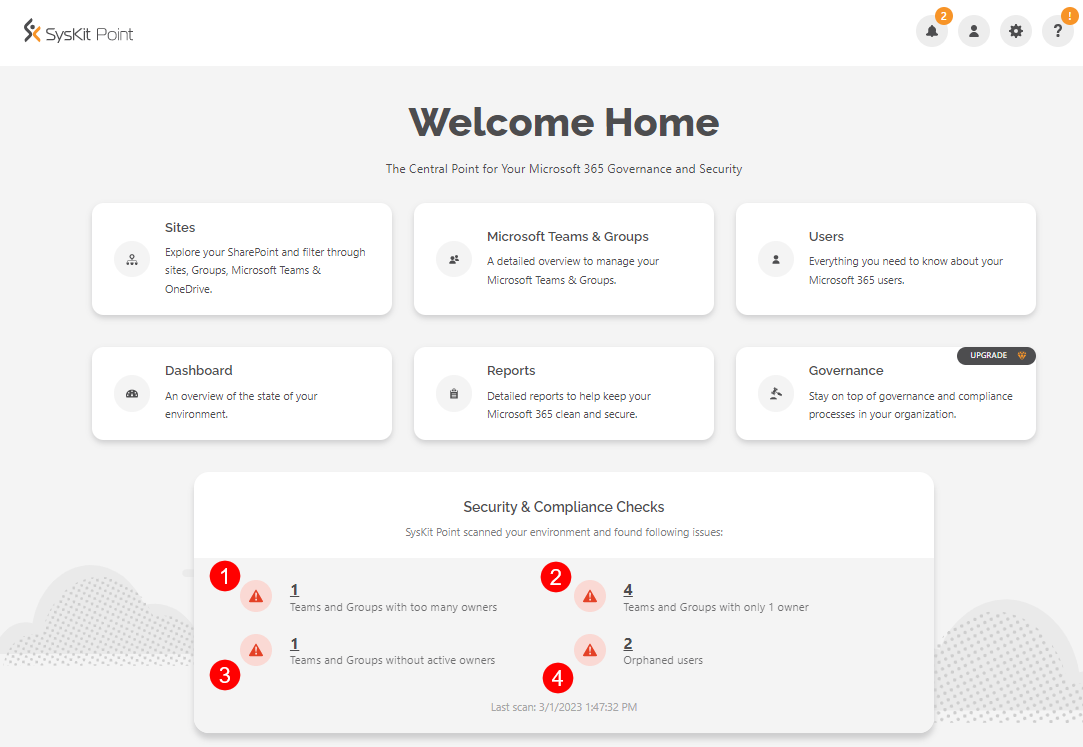 SysKit Point
2
!
?
Welcome Home
The Central Point for Your Microsoft 365 Governance and Security
Sites
Explore your SharePoint and filter through
sites, Groups, Microsoft Teams &
OneDrive.
Microsoft Teams & Groups
A detailed overview to manage your
Microsoft Teams & Groups.
Users
Everything you need to know about your
Microsoft 365 users.
Dashboard
An overview of the state of your
environment.
Reports
Detailed reports to help keep your
Microsoft 365 clean and secure.
UPGRADE
Governance
Stay on top of governance and compliance
processes in your organization.
Security & Compliance Checks
SysKit Point scanned your environment and found following issues:
1
1
Teams and Groups with too many owners
2
4
Teams and Groups with only 1 owner
3
1
Teams and Groups without active owners
4
2
Orphaned users
Last scan: 3/1/2023 1:47:32 PM